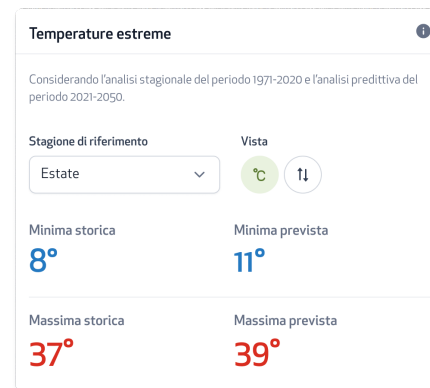 Temperature estreme
Considerando l'analisi stagionale del periodo 1971-2020 e l'analisi predittiva del
periodo 2021-2050.
Stagione di riferimento
Vista
Estate
°C
Minima storica
Minima prevista
8°
11°
Massima storica
Massima prevista
37°
39°